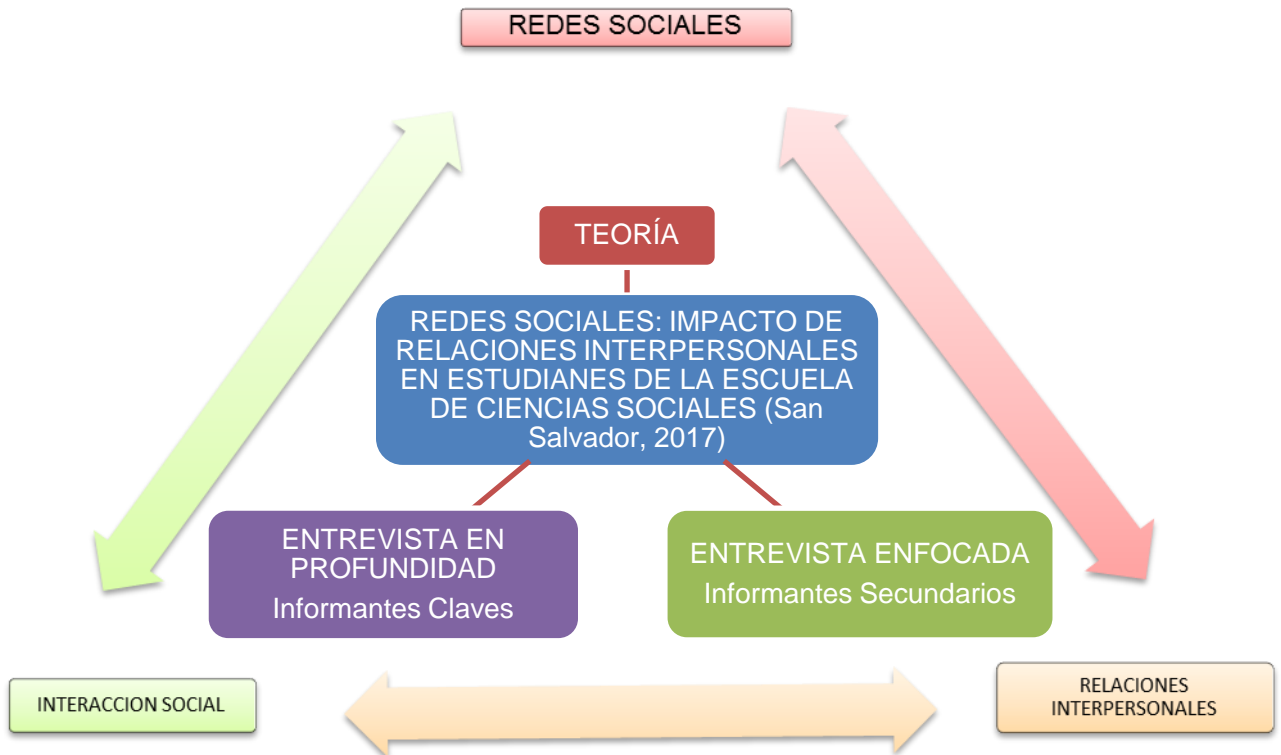 REDES SOCIALES
TEORÍA
REDES SOCIALES: IMPACTO DE
RELACIONES INTERPERSONALES
EN ESTUDIANES DE LA ESCUELA
DE CIENCIAS SOCIALES (San
Salvador, 2017)
ENTREVISTA EN
PROFUNDIDAD
Informantes Claves
ENTREVISTA ENFOCADA
Informantes Secundarios
INTERACCION SOCIAL
RELACIONES
INTERPERSONALES